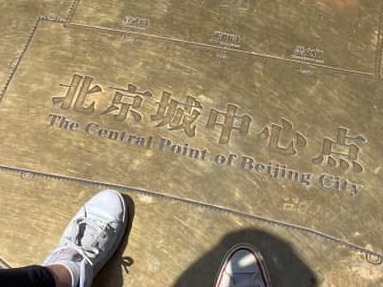 北京城中心点
The Central Point of Beijing City